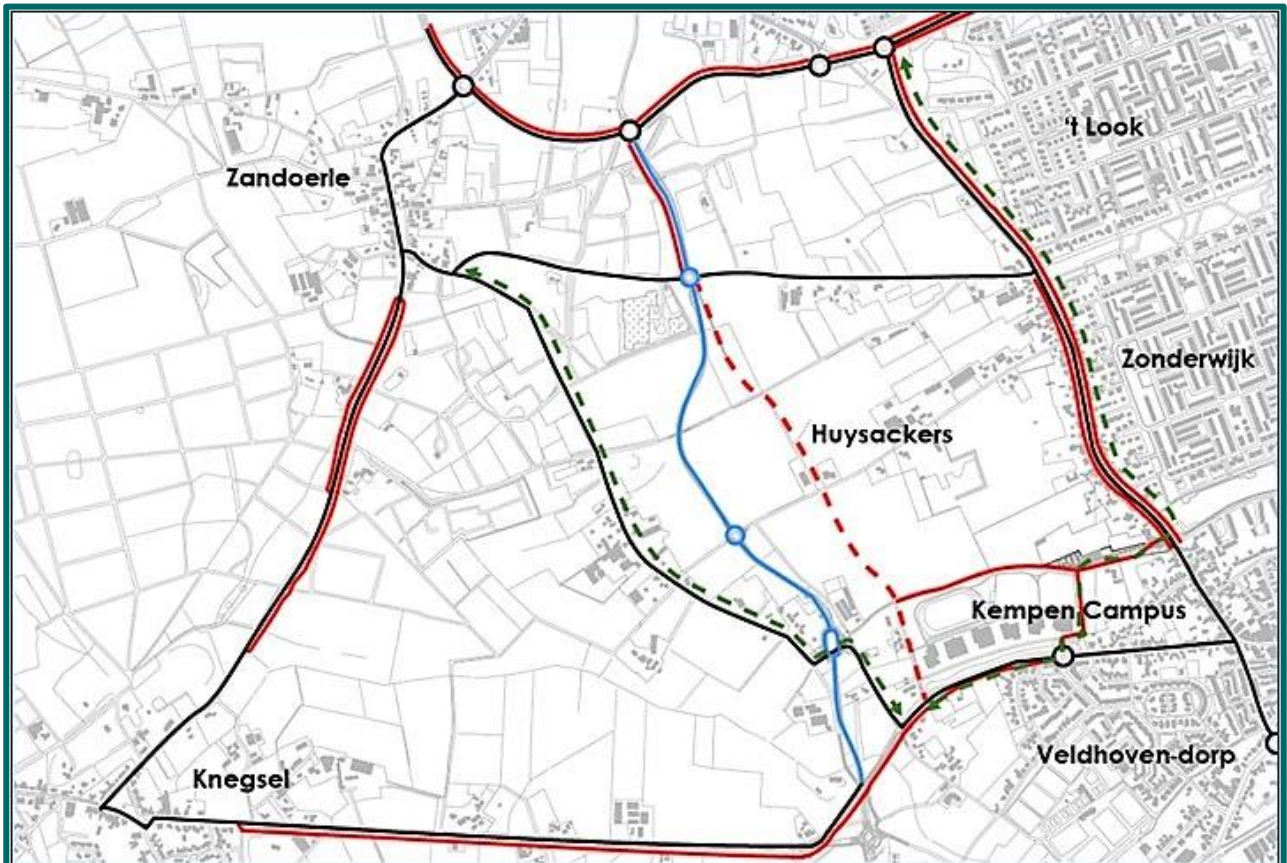 't Look
Zandoerle
Zonderwijk
Huysackers
Kempen Campus
Veldhoven-dorp
Knegsel